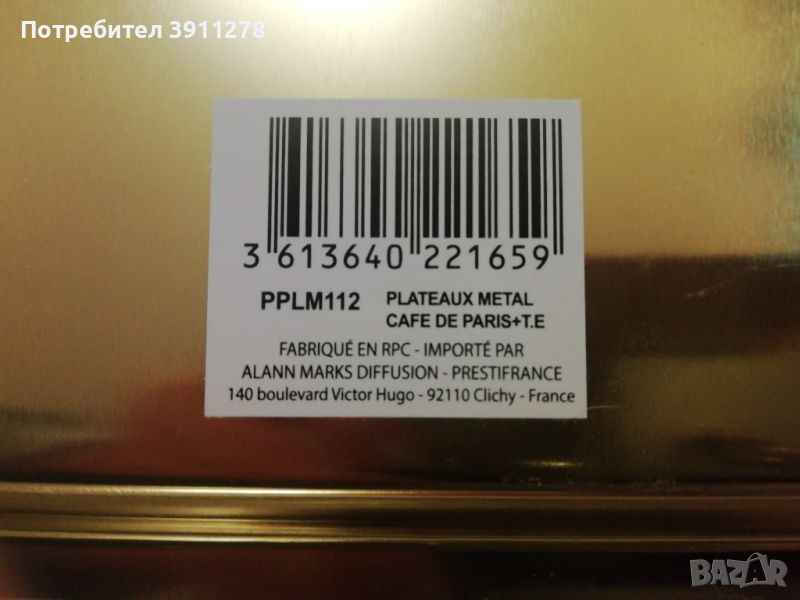 Потребител 3911278
3 613640 221659
PPLM112 PLATEAUX METAL
CAFE DE PARIS+T.E
FABRIQUÉ EN RPC - IMPORTÉ PAR
ALANN MARKS DIFFUSION - PRESTIFRANCE
140 boulevard Victor Hugo - 92110 Clichy - France
BAZAR